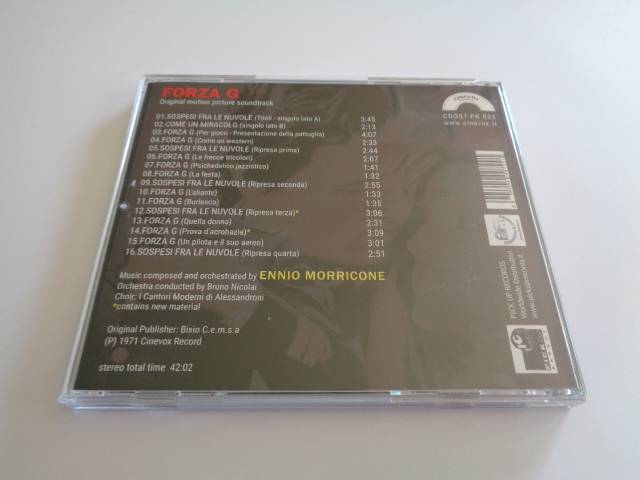 FORZA G
Original motion picture soundtrack
01.SOSPESI FRA LE NUVOLE (Titoli - singolo lato A) 3:45
02.COME UN MIRACOLO (singolo lato B) 2:13
03.FORZA G (Per gioco - Presentazione della pattuglia) 4:07
04.FORZA G (Come un western) 2:33
05.SOSPESI FRA LE NUVOLE (Ripresa prima) 2:44
06.FORZA G (Le frecce tricolori) 2:07
07.FORZA G (Psichedelico jazzistico) 1:41
08.FORZA G (La festa) 1:32
09.SOSPESI FRA LE NUVOLE (Ripresa seconda) 2:55
10.FORZA G (L'aliante) 1:33
11.FORZA G (Burlesco) 1:35
12.SOSPESI FRA LE NUVOLE (Ripresa terza)* 3:06
13.FORZA G (Quella donna) 2:31
14.FORZA G (Prova d'acrobazia)* 3:09
15.FORZA G (Un pilota e il suo aereo) 3:01
16.SOSPESI FRA LE NUVOLE (Ripresa quarta) 2:51
Music composed and orchestrated by ENNIO MORRICONE
Orchestra conducted by Bruno Nicolai
Choir: I Cantori Moderni di Alessandroni
*contains new material
Original Publisher: Bixio C.e.m.s.a
(P) 1971 Cinevox Record
stereo total time 42:02
CINEVOX
www.cinevox.it
PICK UP RECORDS
Worldwide Distribution
PICK